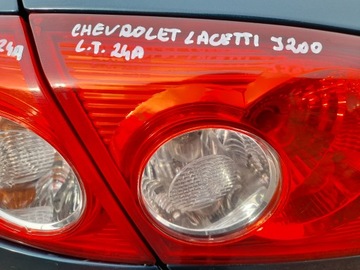 CHEVROLET LACETTI J200
L.T. 24A
24A